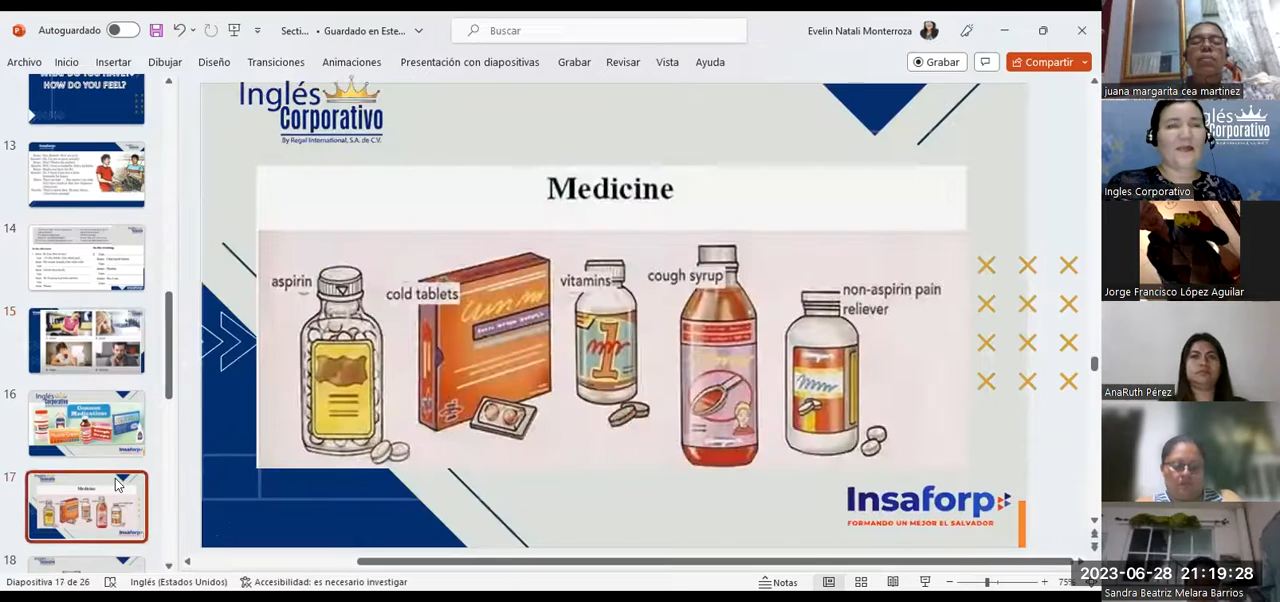 Autoguardado
Secti... • Guardado en Este...
Buscar
Evelin Natali Monterroza
Archivo Inicio Insertar Dibujar Diseño Transiciones Animaciones Presentación con diapositivas Grabar Revisar Vista Ayuda
Grabar
Compartir
HOW DO YOU FEEL?
13
14
15
16
17
18
Inglés
Corporativo
By Regal International, S.A. de C.V.
Medicine
aspirin
cold tablets
vitamins
cough syrup
non-aspirin pain
reliever
1
Insaforp
FORMANDO UN MEJOR EL SALVADOR
Diapositiva 17 de 26
Inglés (Estados Unidos)
Accesibilidad: es necesario investigar
Notas
75%
juana margarita cea martinez
Ingles Corporativo
Jorge Francisco López Aguilar
AnaRuth Pérez
2023-06-28 21:19:28
Sandra Beatriz Melara Barrios